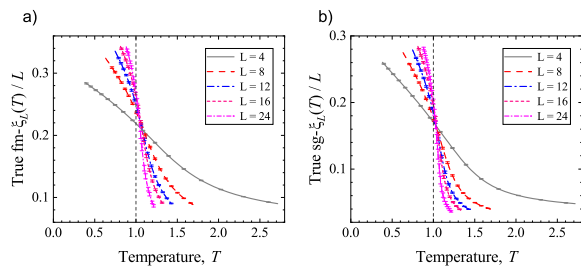 a)
True fm-ξL(T) / L
0.3
0.2
0.1
L = 4
L = 8
L = 12
L = 16
L = 24
0.0 0.5 1.0 1.5 2.0 2.5
Temperature, T
b)
True sg-ξL(T) / L
0.3
0.2
0.1
L = 4
L = 8
L = 12
L = 16
L = 24
0.0 0.5 1.0 1.5 2.0 2.5
Temperature, T